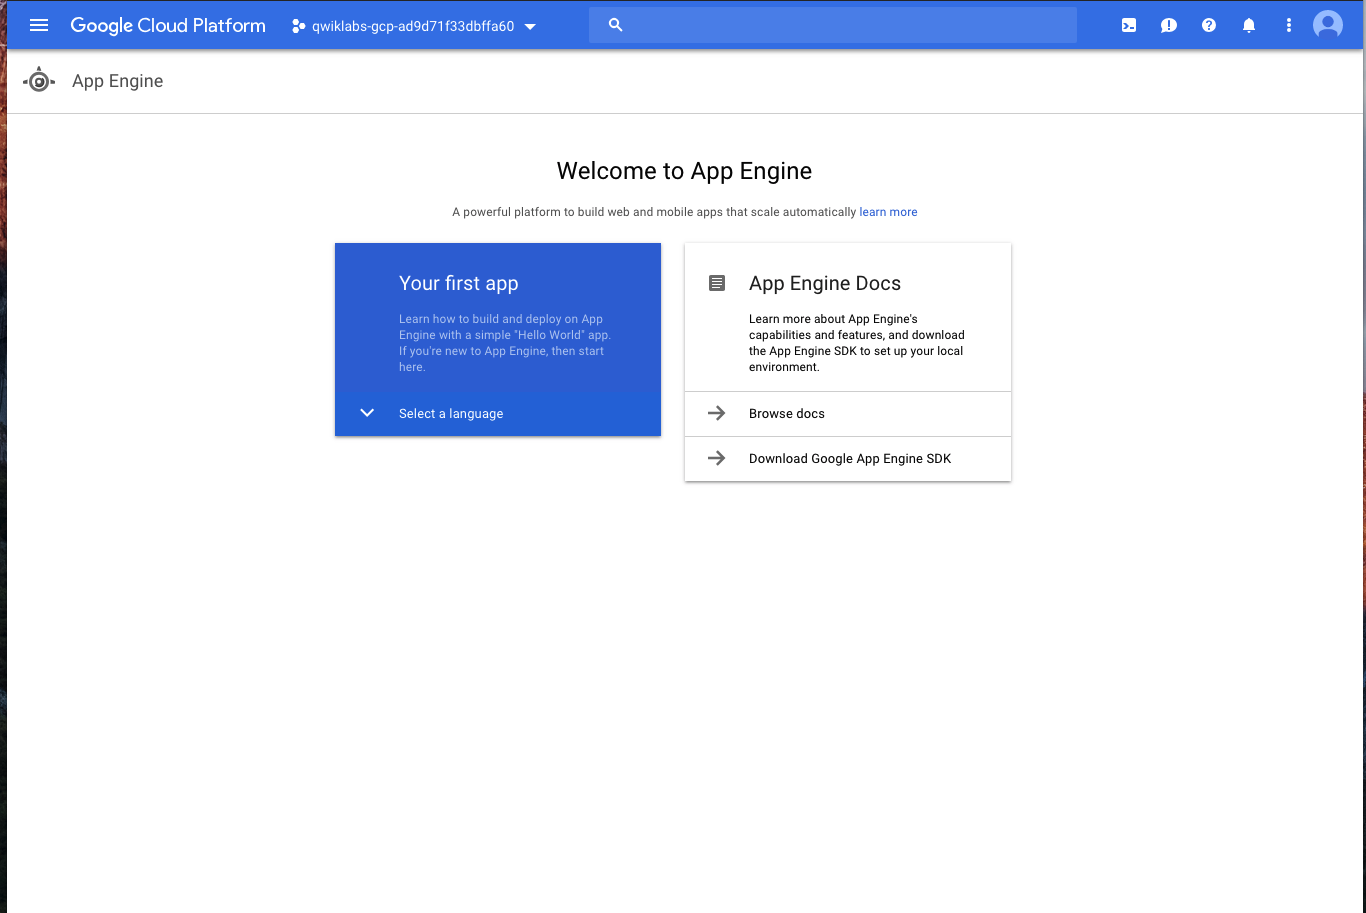 Google Cloud Platform
qwiklabs-gcp-ad9d71f33dbffa60
App Engine
Welcome to App Engine
A powerful platform to build web and mobile apps that scale automatically learn more
Your first app
Learn how to build and deploy on App
Engine with a simple "Hello World" app.
If you're new to App Engine, then start
here.
Select a language
App Engine Docs
Learn more about App Engine's
capabilities and features, and download
the App Engine SDK to set up your local
environment.
Browse docs
Download Google App Engine SDK